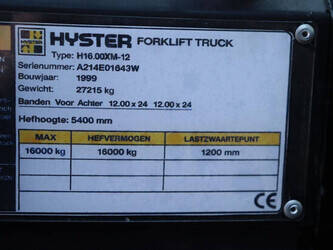 HYSTER HYSTER FORKLIFT TRUCK
Type: H16.00XM-12
Serienummer: A214E01643W
Bouwjaar: 1999
Gewicht: 27215 kg
Banden Voor Achter 12.00 x 24 12.00 x 24
Hefhoogte: 5400 mm
MAX HEFVERMOGEN LASTZWAARTEPUNT
16000 kg 16000 kg 1200 mm
CE